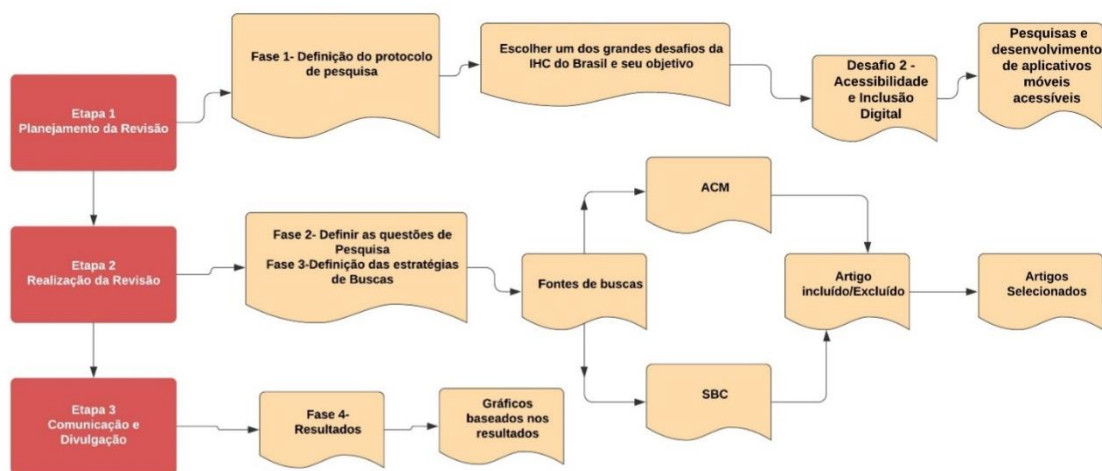 Etapa 1
Planejamento da Revisão
Fase 1- Definição do protocolo
de pesquisa
Escolher um dos grandes desafios da
IHC do Brasil e seu objetivo
Desafio 2 -
Acessibilidade
e Inclusão
Digital
Pesquisas e
desenvolvimento
de aplicativos
móveis
acessíveis
Etapa 2
Realização da Revisão
Fase 2- Definir as questões de
Pesquisa
Fase 3-Definição das estratégias
de Buscas
Fontes de buscas
ACM
SBC
Artigo
incluído/Excluído
Artigos
Selecionados
Etapa 3
Comunicação e
Divulgação
Fase 4-
Resultados
Gráficos
baseados nos
resultados